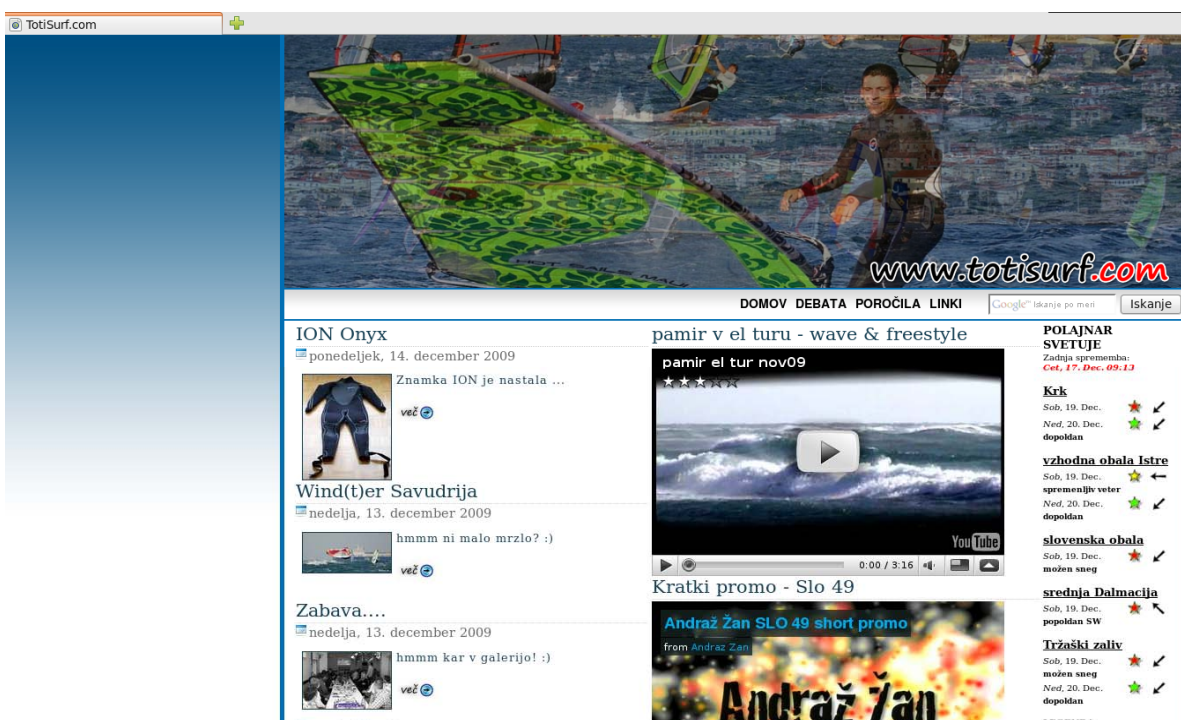 TotiSurf.com
www.totisurf.com
DOMOV DEBATA POROČILA LINKI
Google™ Iskanje po meri
Iskanje
ION Onyx
ponedeljek, 14. december 2009
Znamka ION je nastala ...
več
Wind(t)er Savudrija
nedelja, 13. december 2009
hmmm ni malo mrzlo? :)
več
Zabava....
nedelja, 13. december 2009
hmmm kar v galerijo! :)
več
pamir v el turu - wave & freestyle
pamir el tur nov09
YouTube
0:00 / 3:16
Kratki promo - Slo 49
Andraž Žan SLO 49 short promo
from Andraz Zan
Andraž Žan
POLAJNAR
SVETUJE
Zadnja sprememba:
Čet, 17. Dec. 09:13
Krk
Sob, 19. Dec.
Ned, 20. Dec.
dopoldan
vzhodna obala Istre
Sob, 19. Dec.
spremenljiv veter
Ned, 20. Dec.
dopoldan
slovenska obala
Sob, 19. Dec.
možen sneg
srednja Dalmacija
Sob, 19. Dec.
popoldan SW
Tržaški zaliv
Sob, 19. Dec.
možen sneg
Ned, 20. Dec.
dopoldan